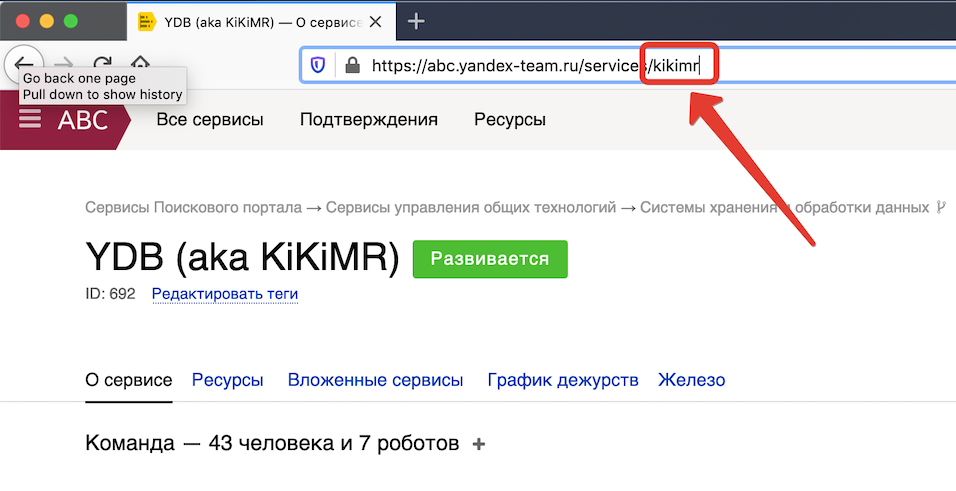 YDB (aka KiKiMR) — О сервисе
https://abc.yandex-team.ru/services/kikimr
Go back one page
Pull down to show history
ABC Все сервисы Подтверждения Ресурсы
Сервисы Поискового портала → Сервисы управления общих технологий → Системы хранения и обработки данных
YDB (aka KiKiMR) Развивается
ID: 692 Редактировать теги
О сервисе Ресурсы Вложенные сервисы График дежурств Железо
Команда — 43 человека и 7 роботов +